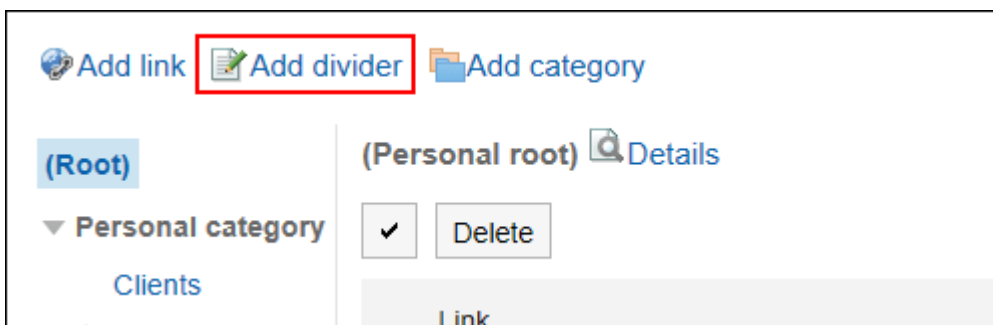 Add link Add divider Add category
(Root)
Personal category
Clients
(Personal root) Details
Delete
Link